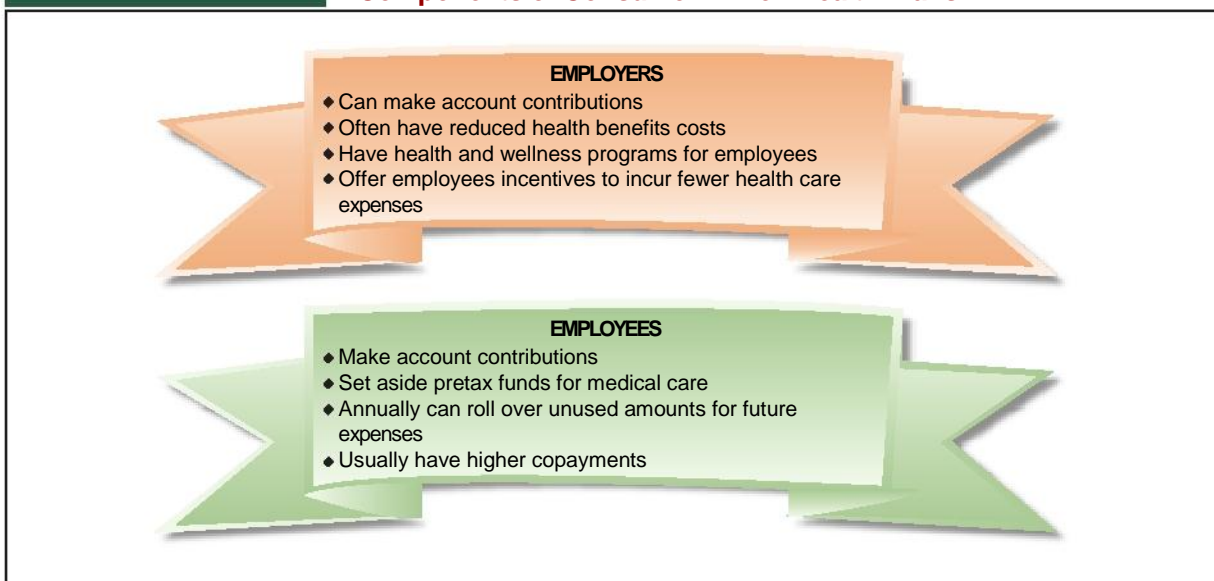 EMPLOYERS
◆ Can make account contributions
◆ Often have reduced health benefits costs
◆ Have health and wellness programs for employees
◆ Offer employees incentives to incur fewer health care
expenses
EMPLOYEES
◆ Make account contributions
◆ Set aside pretax funds for medical care
◆ Annually can roll over unused amounts for future
expenses
◆ Usually have higher copayments